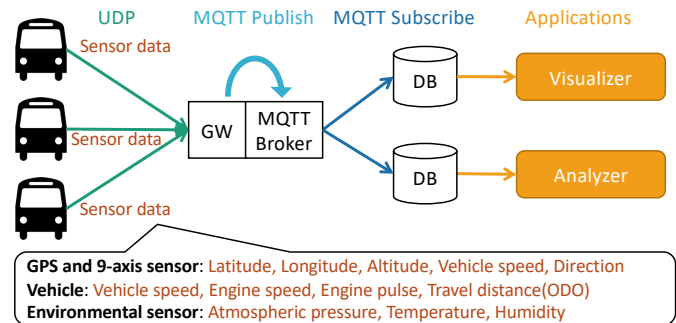 UDP MQTT Publish MQTT Subscribe Applications
Sensor data
Sensor data
Sensor data
GW
MQTT
Broker
DB
DB
Visualizer
Analyzer
GPS and 9-axis sensor: Latitude, Longitude, Altitude, Vehicle speed, Direction
Vehicle: Vehicle speed, Engine speed, Engine pulse, Travel distance(ODO)
Environmental sensor: Atmospheric pressure, Temperature, Humidity